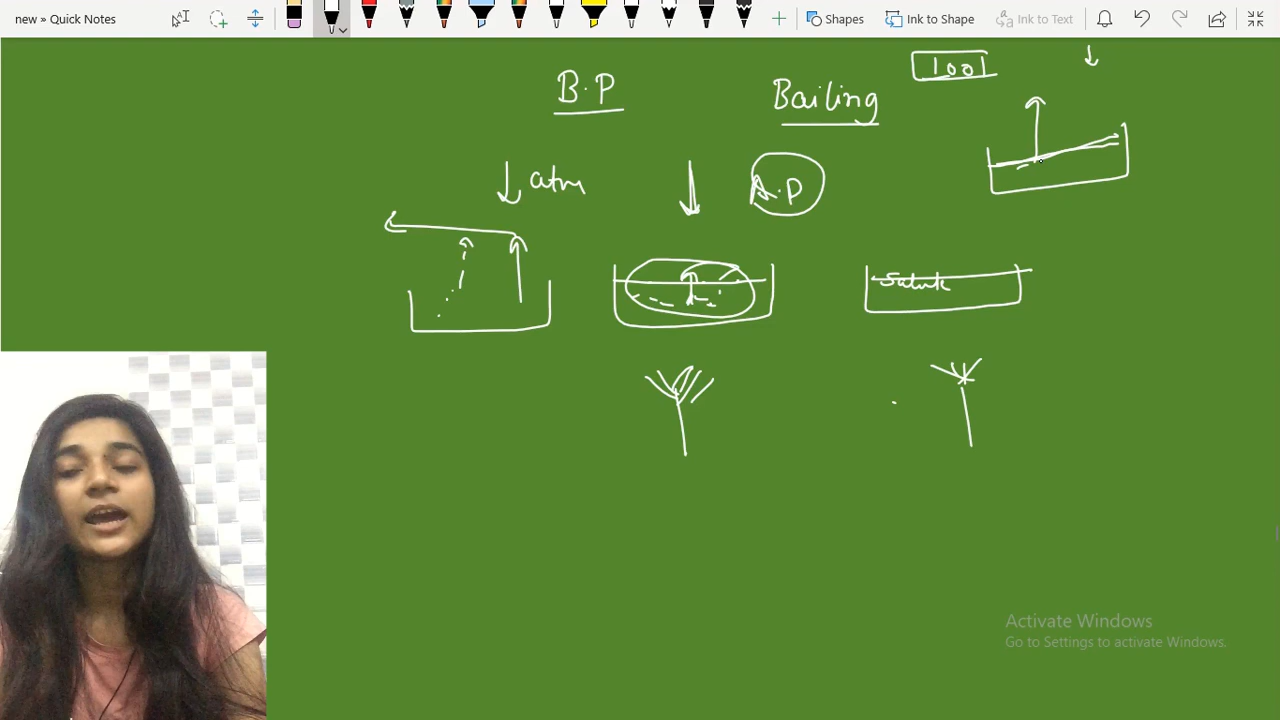 new » Quick Notes
Shapes
Ink to Shape
Ink to Text
B.P
Bailing
1001
atm
A.P
Activate Windows
Go to Settings to activate Windows.